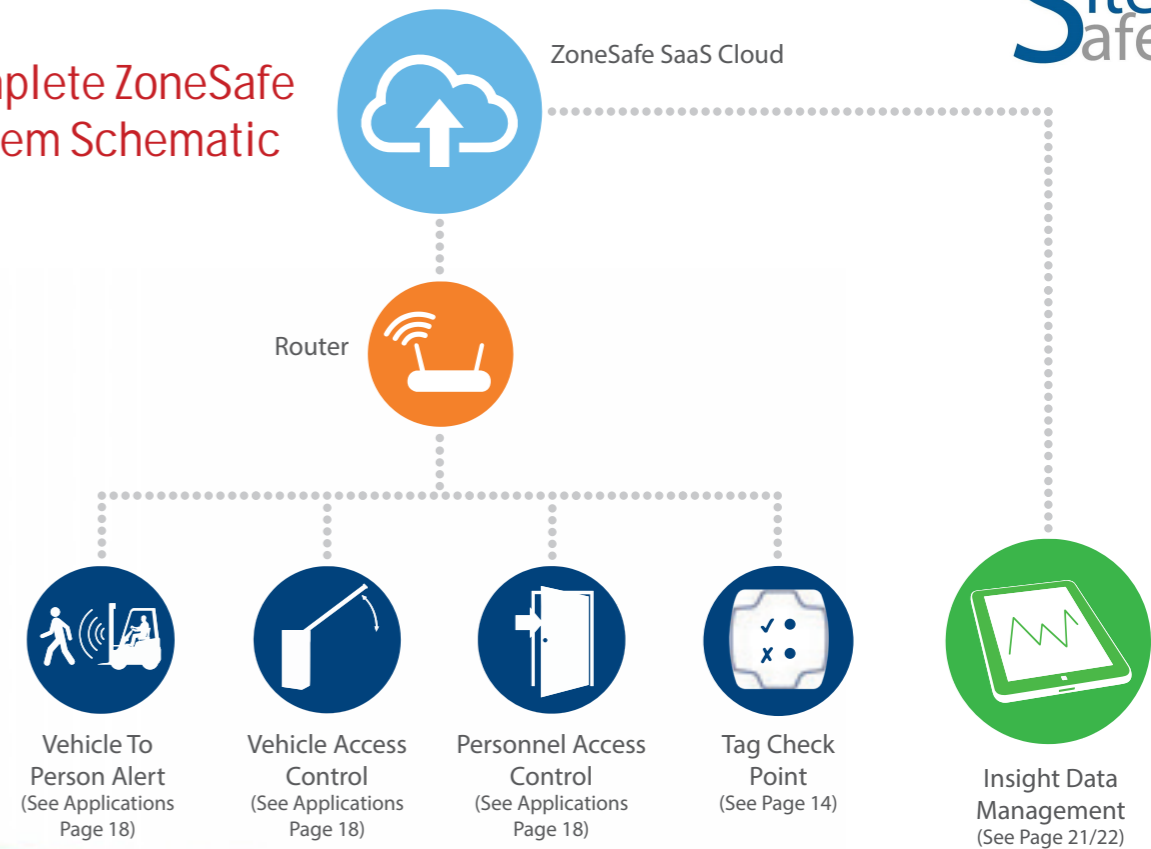 ZoneSafe SaaS Cloud
ZoneSafe
Schematic
Router
Vehicle To
Person Alert
(See Applications
Page 18)
Vehicle Access
Control
(See Applications
Page 18)
Personnel Access
Control
(See Applications
Page 18)
Tag Check
Point
(See Page 14)
Insight Data
Management
(See Page 21/22)